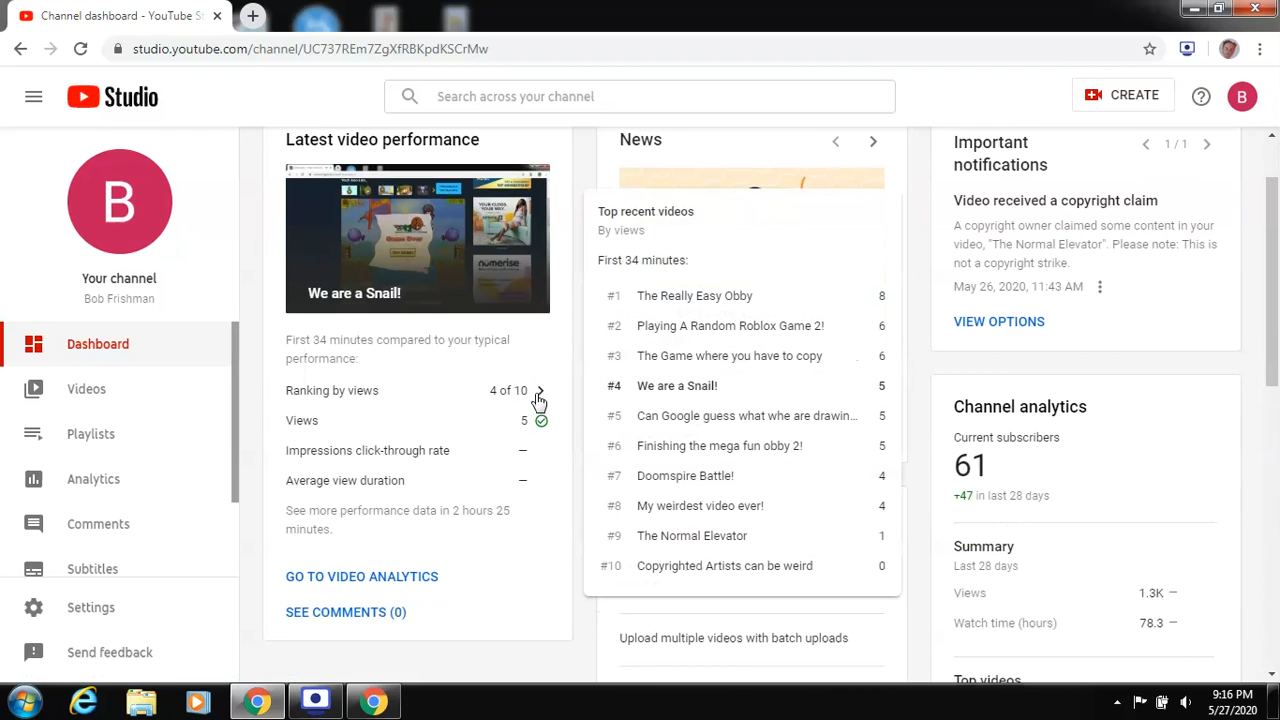 Channel dashboard - YouTube St
studio.youtube.com/channel/UC737REm7ZgXfRBKpdKSCrMw
Studio
Search across your channel
CREATE
?
B
B
Your channel
Bob Frishman
Dashboard
Videos
Playlists
Analytics
Comments
Subtitles
Settings
Send feedback
Latest video performance
We are a Snail!
First 34 minutes compared to your typical
performance:
Ranking by views 4 of 10
Views 5
Impressions click-through rate —
Average view duration —
See more performance data in 2 hours 25
minutes.
GO TO VIDEO ANALYTICS
SEE COMMENTS (0)
News
Top recent videos
By views
First 34 minutes:
#1 The Really Easy Obby 8
#2 Playing A Random Roblox Game 2! 6
#3 The Game where you have to copy 6
#4 We are a Snail! 5
#5 Can Google guess what whe are drawin... 5
#6 Finishing the mega fun obby 2! 5
#7 Doomspire Battle! 4
#8 My weirdest video ever! 4
#9 The Normal Elevator 1
#10 Copyrighted Artists can be weird 0
Upload multiple videos with batch uploads
Important
notifications
1 / 1
Video received a copyright claim
A copyright owner claimed some content in your
video, "The Normal Elevator". Please note: This is
not a copyright strike.
May 26, 2020, 11:43 AM
VIEW OPTIONS
Channel analytics
Current subscribers
61
+47 in last 28 days
Summary
Last 28 days
Views 1.3K —
Watch time (hours) 78.3 —
Top videos
9:16 PM
5/27/2020